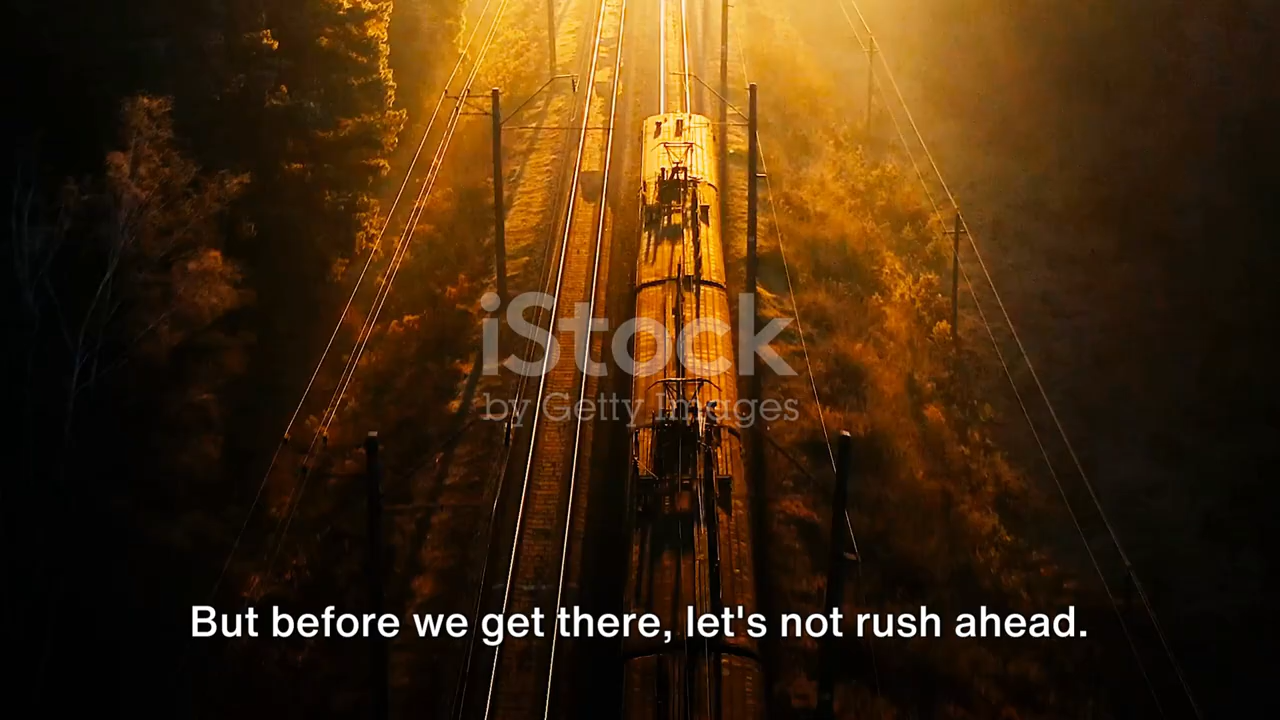 iStock
by Getty Images
But before we get there, let's not rush ahead.